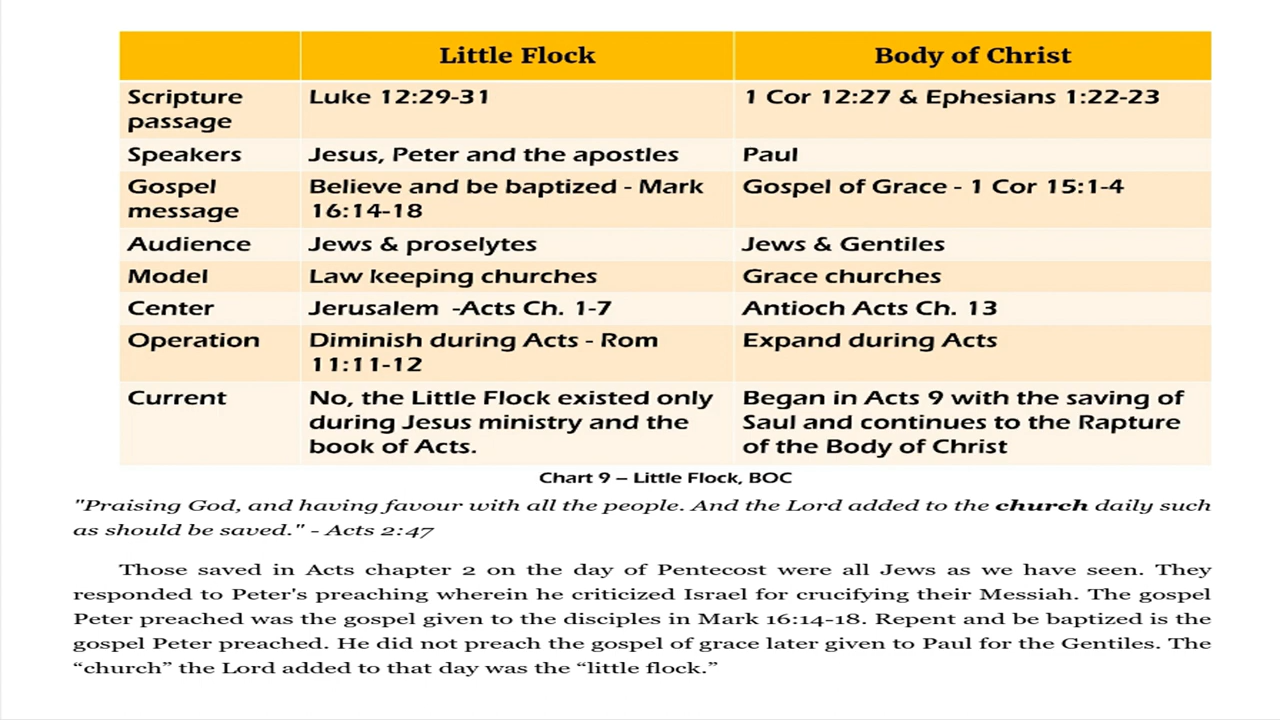 Little Flock Body of Christ
Scripture passage Luke 12:29-31 1 Cor 12:27 & Ephesians 1:22-23
Speakers Jesus, Peter and the apostles Paul
Gospel message Believe and be baptized - Mark 16:14-18 Gospel of Grace - 1 Cor 15:1-4
Audience Jews & proselytes Jews & Gentiles
Model Law keeping churches Grace churches
Center Jerusalem -Acts Ch. 1-7 Antioch Acts Ch. 13
Operation Diminish during Acts - Rom 11:11-12 Expand during Acts
Current No, the Little Flock existed only during Jesus ministry and the book of Acts. Began in Acts 9 with the saving of Saul and continues to the Rapture of the Body of Christ
Chart 9 – Little Flock, BOC
"Praising God, and having favour with all the people. And the Lord added to the church daily such
as should be saved." - Acts 2:47
Those saved in Acts chapter 2 on the day of Pentecost were all Jews as we have seen. They
responded to Peter's preaching wherein he criticized Israel for crucifying their Messiah. The gospel
Peter preached was the gospel given to the disciples in Mark 16:14-18. Repent and be baptized is the
gospel Peter preached. He did not preach the gospel of grace later given to Paul for the Gentiles. The
“church” the Lord added to that day was the “little flock.”